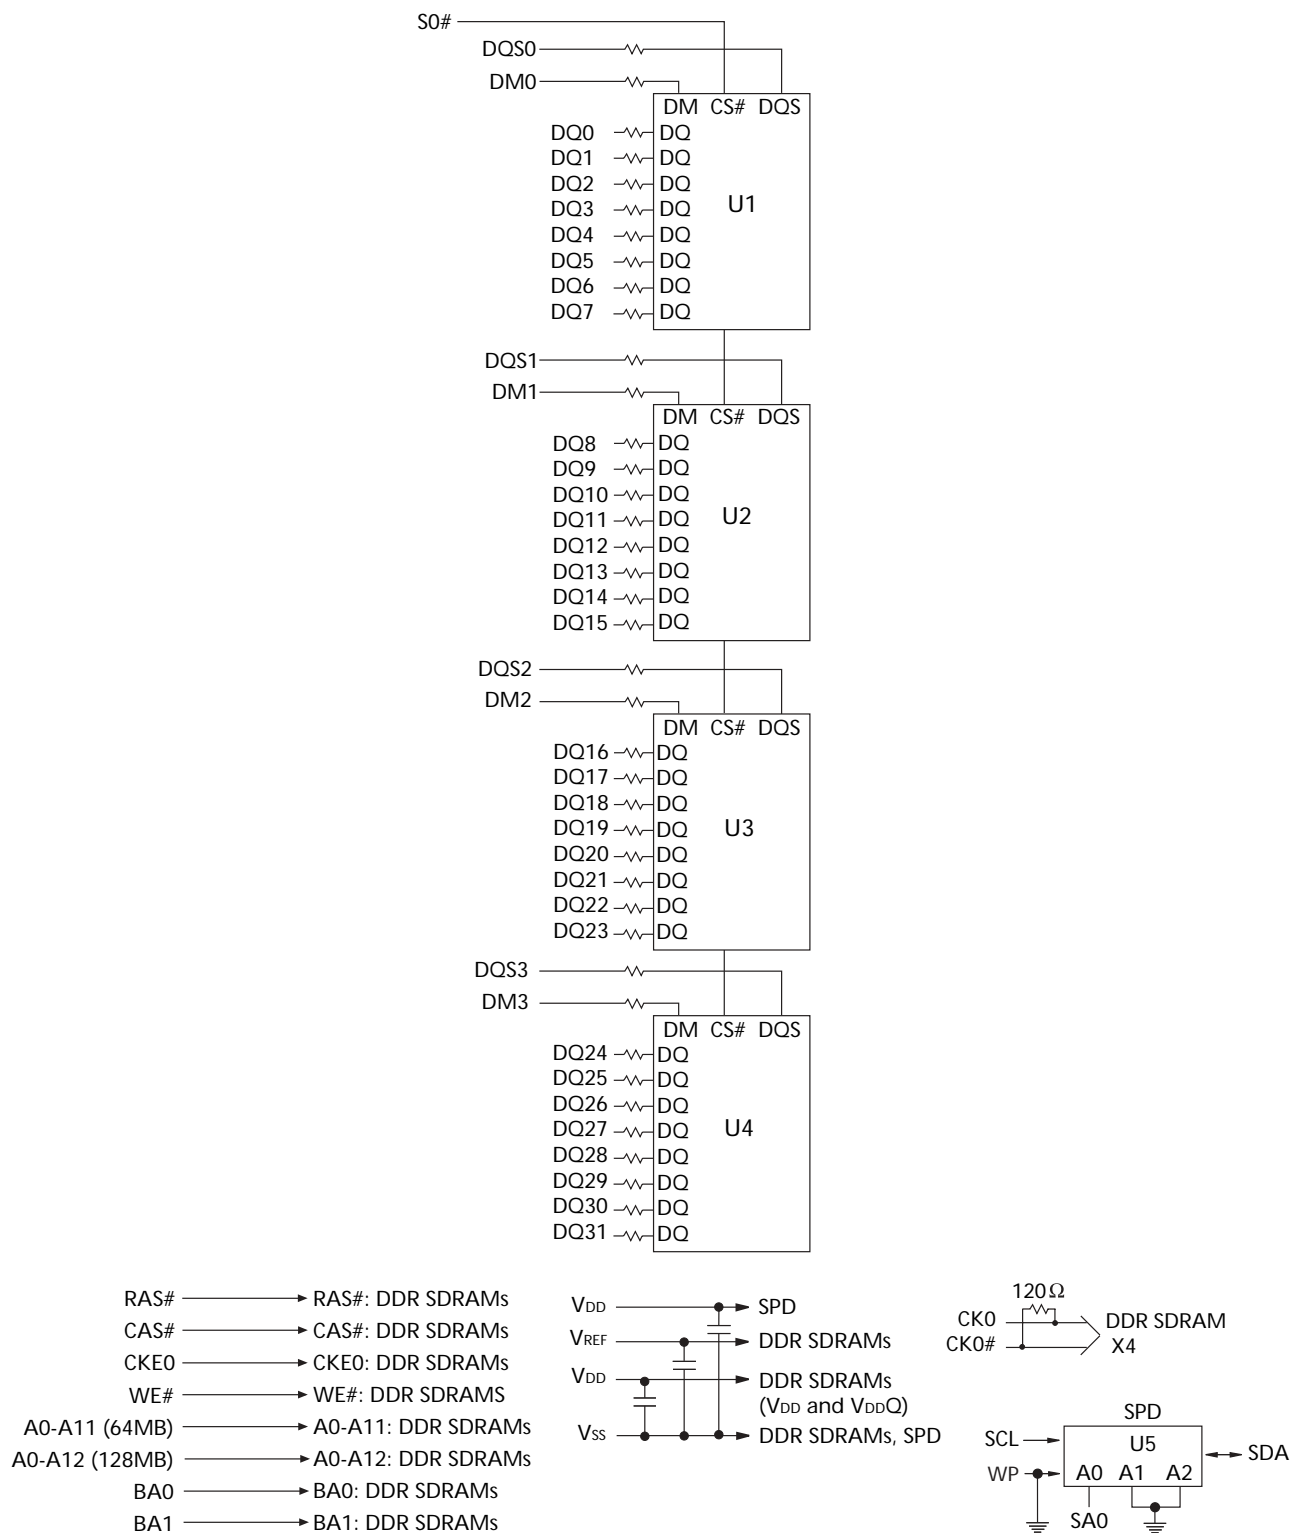 S0#
DQS0
DM0
DM CS# DQS
DQ0 DQ
DQ1 DQ
DQ2 DQ
DQ3 DQ
U1
DQ4 DQ
DQ5 DQ
DQ6 DQ
DQ7 DQ
DQS1
DM1
DM CS# DQS
DQ8 DQ
DQ9 DQ
DQ10 DQ
DQ11 DQ
U2
DQ12 DQ
DQ13 DQ
DQ14 DQ
DQ15 DQ
DQS2
DM2
DM CS# DQS
DQ16 DQ
DQ17 DQ
DQ18 DQ
DQ19 DQ
U3
DQ20 DQ
DQ21 DQ
DQ22 DQ
DQ23 DQ
DQS3
DM3
DM CS# DQS
DQ24 DQ
DQ25 DQ
DQ26 DQ
DQ27 DQ
U4
DQ28 DQ
DQ29 DQ
DQ30 DQ
DQ31 DQ
RAS# RAS#: DDR SDRAMs
CAS# CAS#: DDR SDRAMs
CKE0 CKE0: DDR SDRAMs
WE# WE#: DDR SDRAMS
A0-A11 (64MB) A0-A11: DDR SDRAMs
A0-A12 (128MB) A0-A12: DDR SDRAMs
BA0 BA0: DDR SDRAMs
BA1 BA1: DDR SDRAMs
VDD SPD
VREF DDR SDRAMs
VDD DDR SDRAMs
(VDD and VDDQ)
VSS DDR SDRAMs, SPD
120Ω
CK0 DDR SDRAM
CK0# X4
SPD
SCL U5 SDA
WP A0 A1 A2
SA0